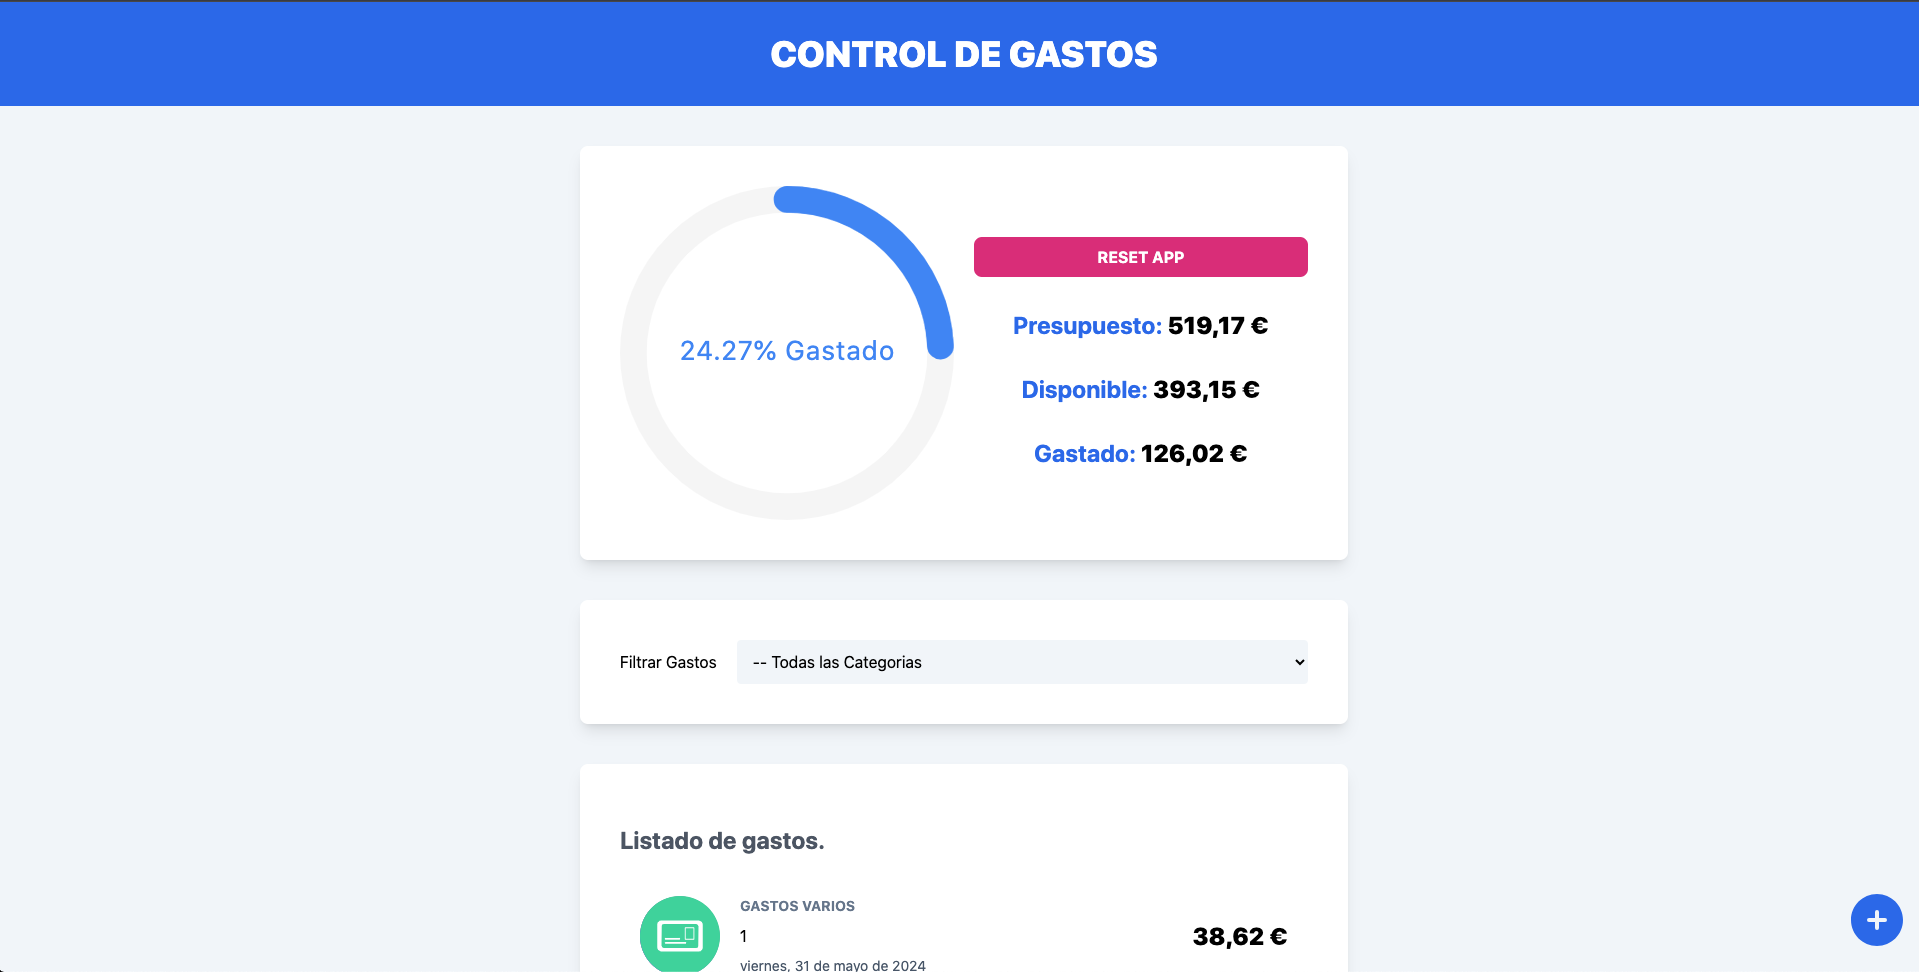 CONTROL DE GASTOS
24.27% Gastado
RESET APP
Presupuesto: 519,17 €
Disponible: 393,15 €
Gastado: 126,02 €
Filtrar Gastos
-- Todas las Categorias
Listado de gastos.
GASTOS VARIOS
1
38,62 €
viernes, 31 de mayo de 2024